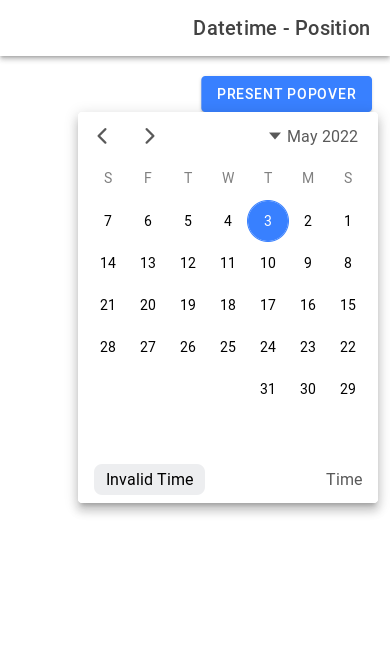 Datetime - Position
PRESENT POPOVER
May 2022
S F T W T M S
7 6 5 4 3 2 1
14 13 12 11 10 9 8
21 20 19 18 17 16 15
28 27 26 25 24 23 22
31 30 29
Invalid Time Time